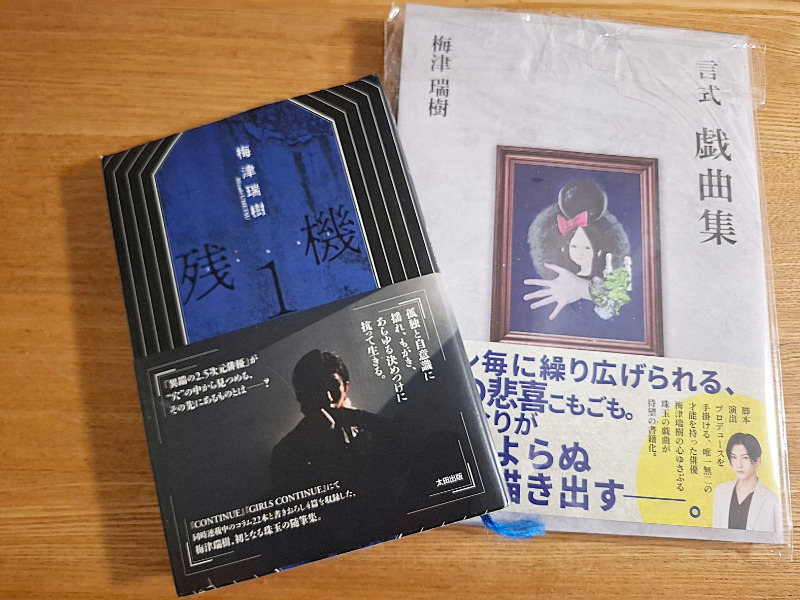 梅津瑞樹
残機1
孤独と自意識に
揺れ、もがき、
あらゆる決めつけに
抗って生きる。
「異端の2.5次元俳優」が
“穴”の中から見つめる、
その先にあるものとは——?
太田出版
『CONTINUE』『GIRLS CONTINUE』にて
同時連載中のコラム22本と書きおろし4篇を収録した、
梅津瑞樹、初となる珠玉の随筆集。
言式 戯曲集
梅津瑞樹
ン毎に繰り広げられる、
の悲喜こもごも。
なりが
よらぬ
描き出す——。
脚本
演出
プロデュースを
手掛ける、唯一無二の
才能を持った俳優
梅津瑞樹の心ゆさぶる
珠玉の戯曲が
待望の書籍化。